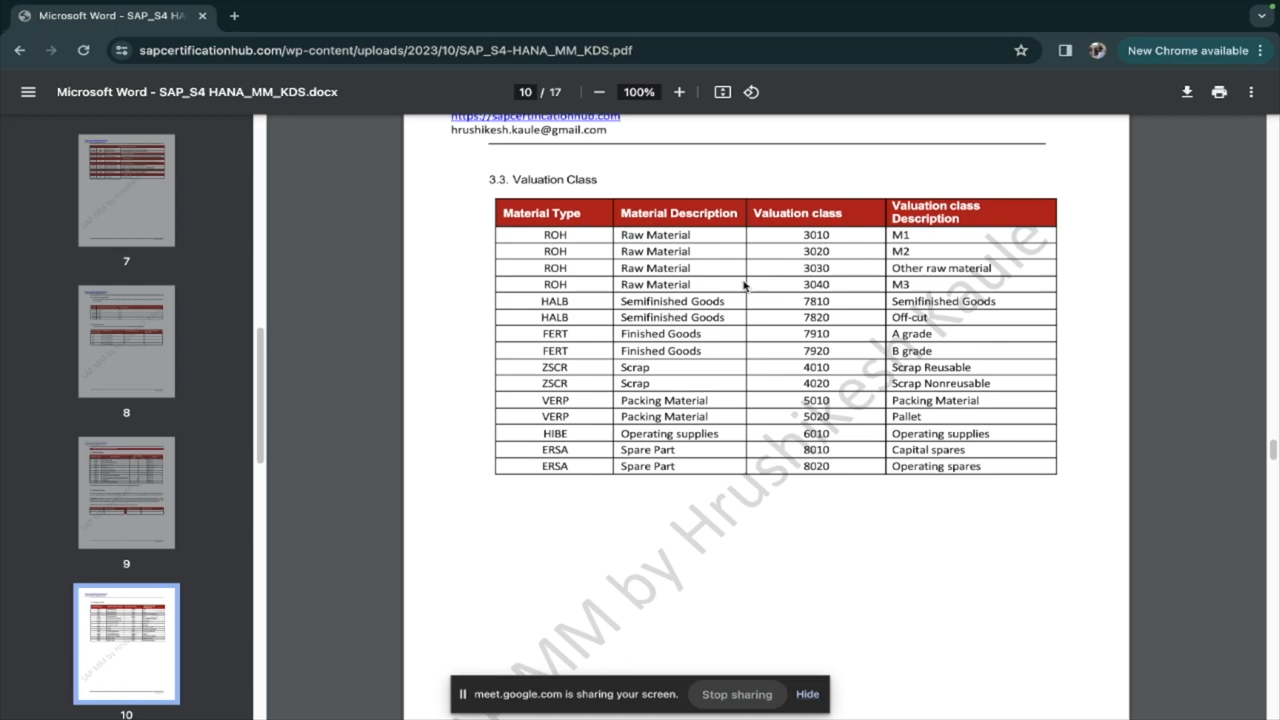 Microsoft Word - SAP_S4 HA
sapcertificationhub.com/wp-content/uploads/2023/10/SAP_S4-HANA_MM_KDS.pdf
New Chrome available
Microsoft Word - SAP_S4 HANA_MM_KDS.docx
10 / 17
100%
https://sapcertificationhub.com
hrushikesh.kaule@gmail.com
3.3. Valuation Class
Material Type Material Description Valuation class Valuation class Description
ROH Raw Material 3010 M1
ROH Raw Material 3020 M2
ROH Raw Material 3030 Other raw material
ROH Raw Material 3040 M3
HALB Semifinished Goods 7810 Semifinished Goods
HALB Semifinished Goods 7820 Off-cut
FERT Finished Goods 7910 A grade
FERT Finished Goods 7920 B grade
ZSCR Scrap 4010 Scrap Reusable
ZSCR Scrap 4020 Scrap Nonreusable
VERP Packing Material 5010 Packing Material
VERP Packing Material 5020 Pallet
HIBE Operating supplies 6010 Operating supplies
ERSA Spare Part 8010 Capital spares
ERSA Spare Part 8020 Operating spares
MM by Hrushikesh Kaule
7
8
9
10
meet.google.com is sharing your screen.
Stop sharing
Hide